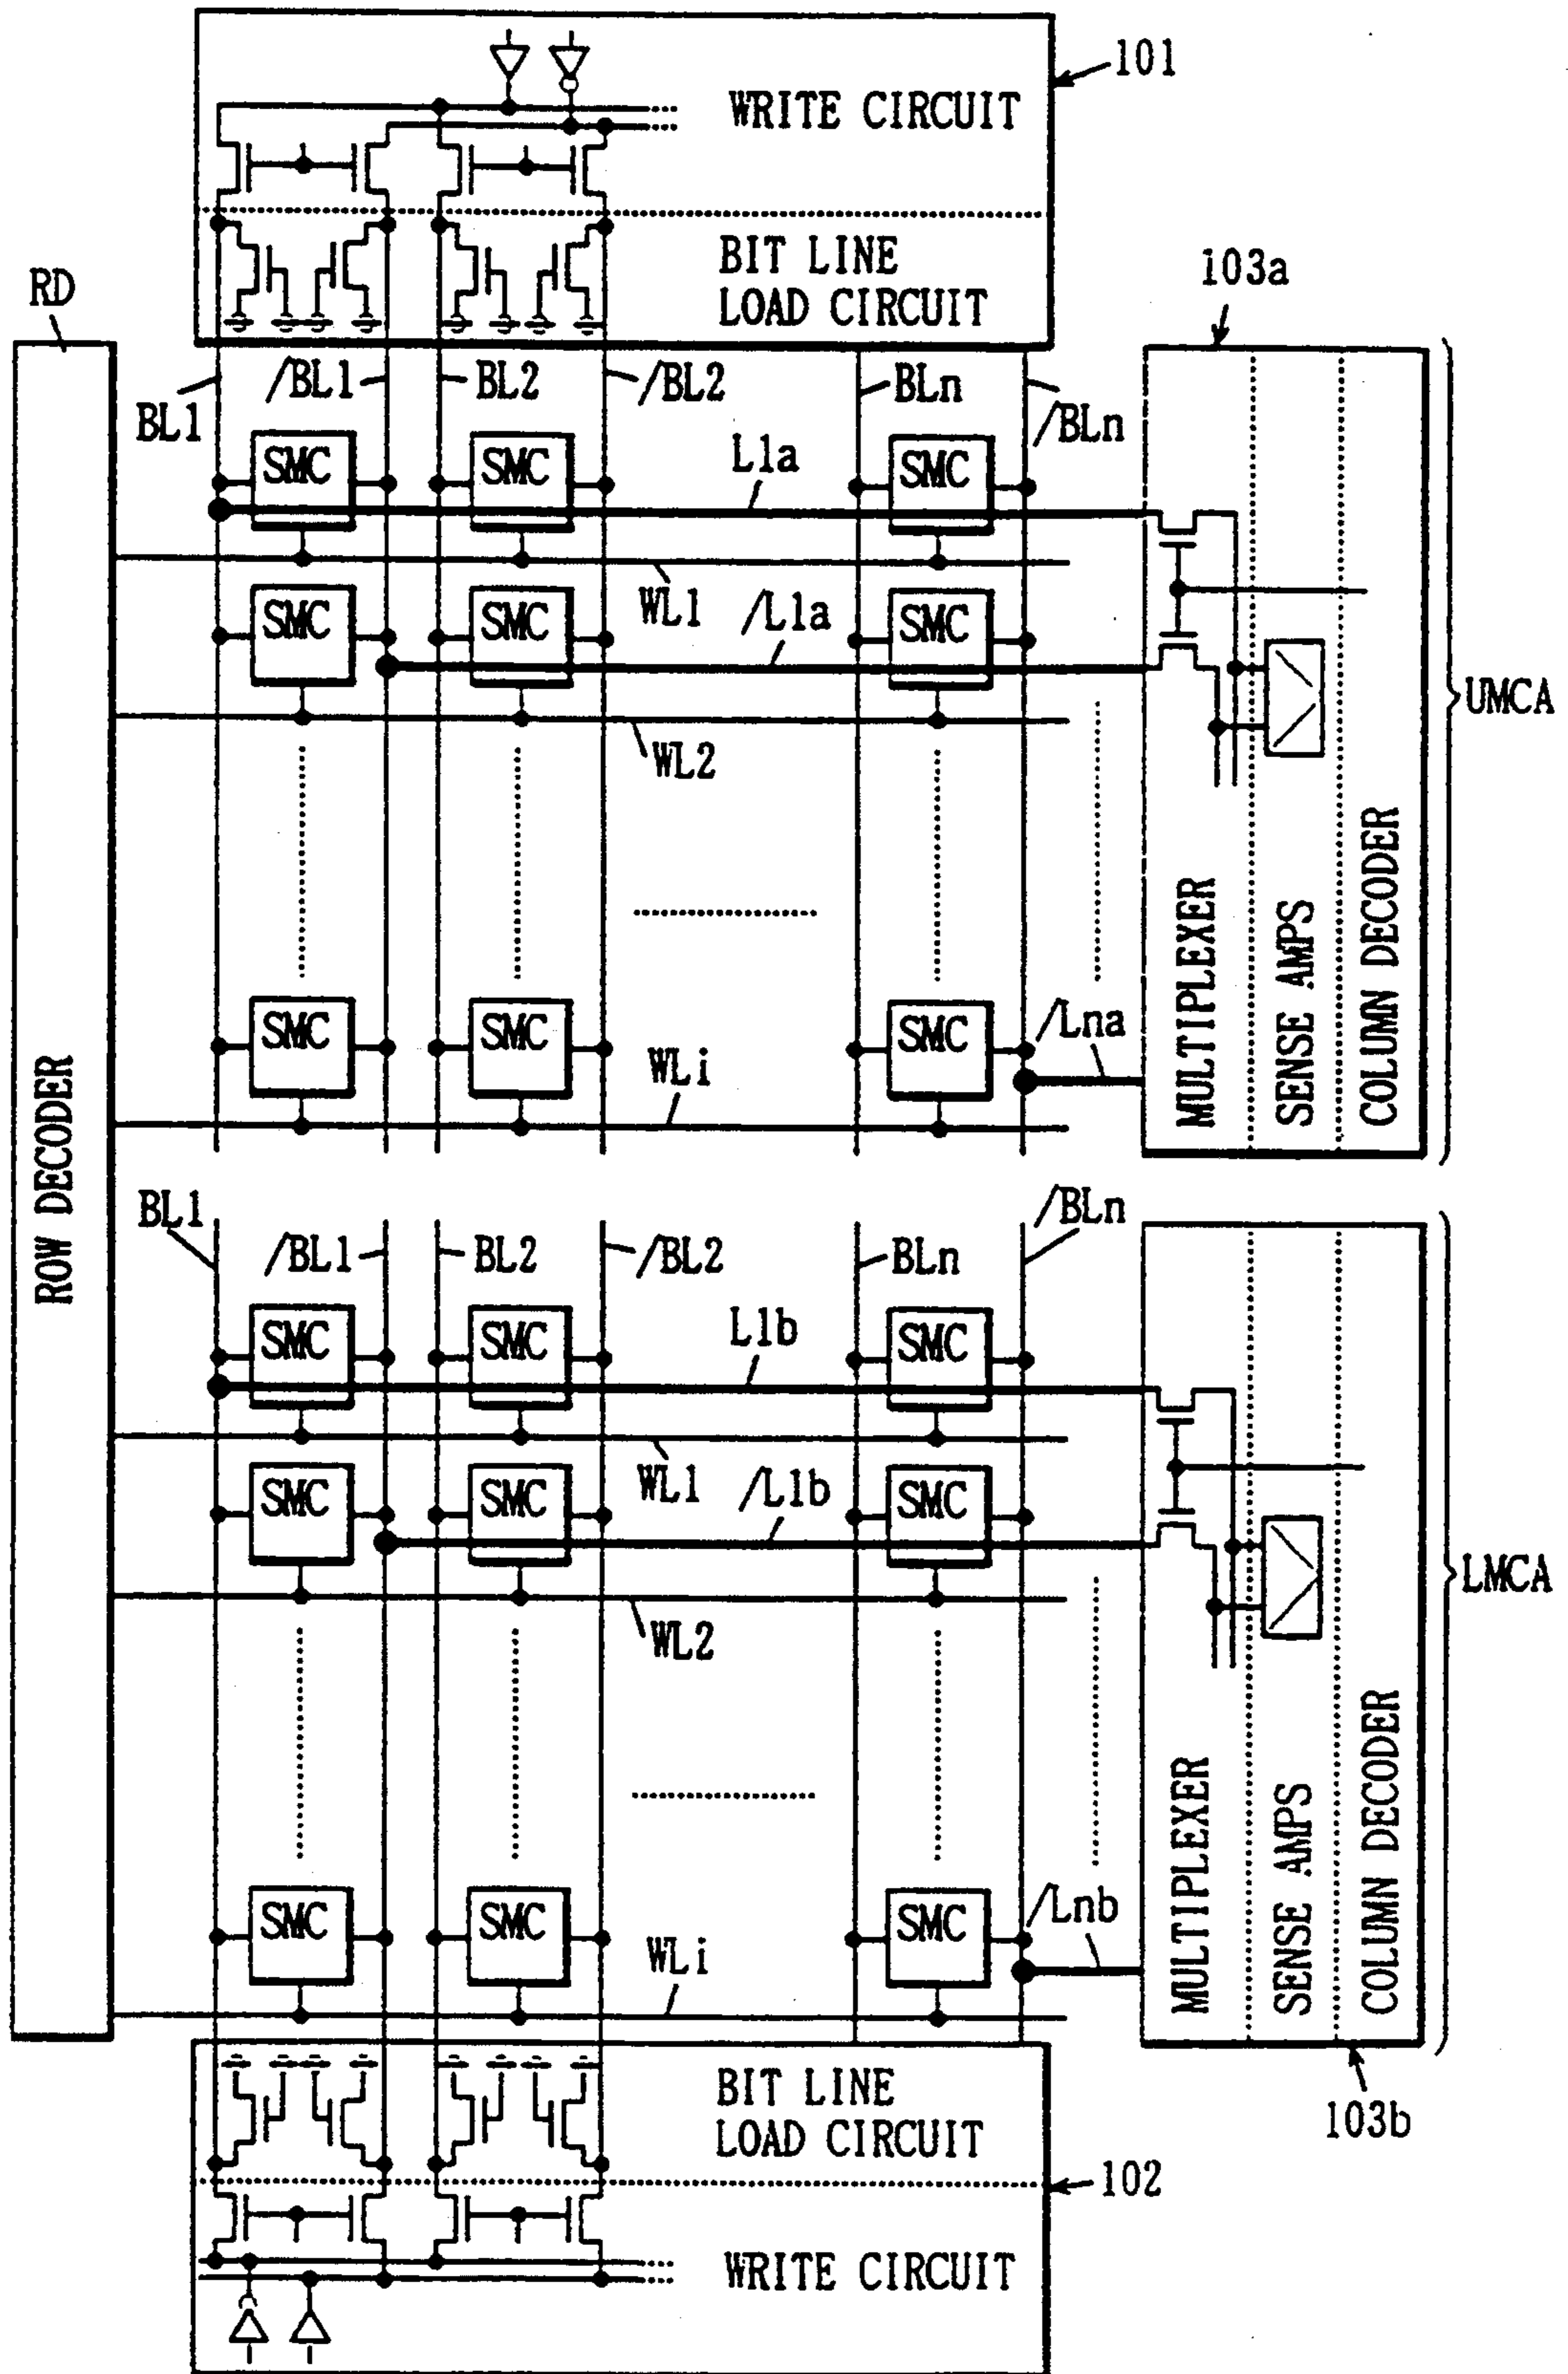 101
WRITE CIRCUIT
BIT LINE
LOAD CIRCUIT
RD
103a
BL1
/BL1
BL2
/BL2
BLn
/BLn
SMC
SMC
L1a
SMC
WL1
SMC
SMC
/L1a
SMC
UMCA
WL2
MULTIPLEXER
SENSE AMPS
COLUMN DECODER
SMC
SMC
SMC
/Lna
WLi
ROW DECODER
BL1
/BL1
BL2
/BL2
BLn
/BLn
SMC
SMC
L1b
SMC
WL1
SMC
SMC
/L1b
SMC
LMCA
WL2
MULTIPLEXER
SENSE AMPS
COLUMN DECODER
SMC
SMC
SMC
/Lnb
WLi
BIT LINE
LOAD CIRCUIT
103b
102
WRITE CIRCUIT